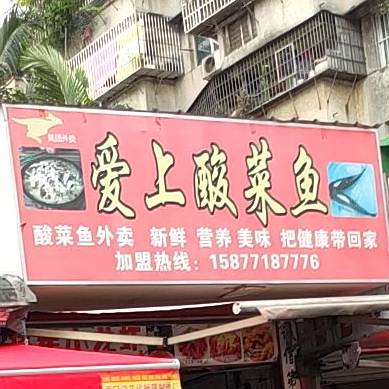 美团外卖
爱上酸菜鱼
酸菜鱼外卖 新鲜 营养 美味 把健康带回家
加盟热线：15877187776